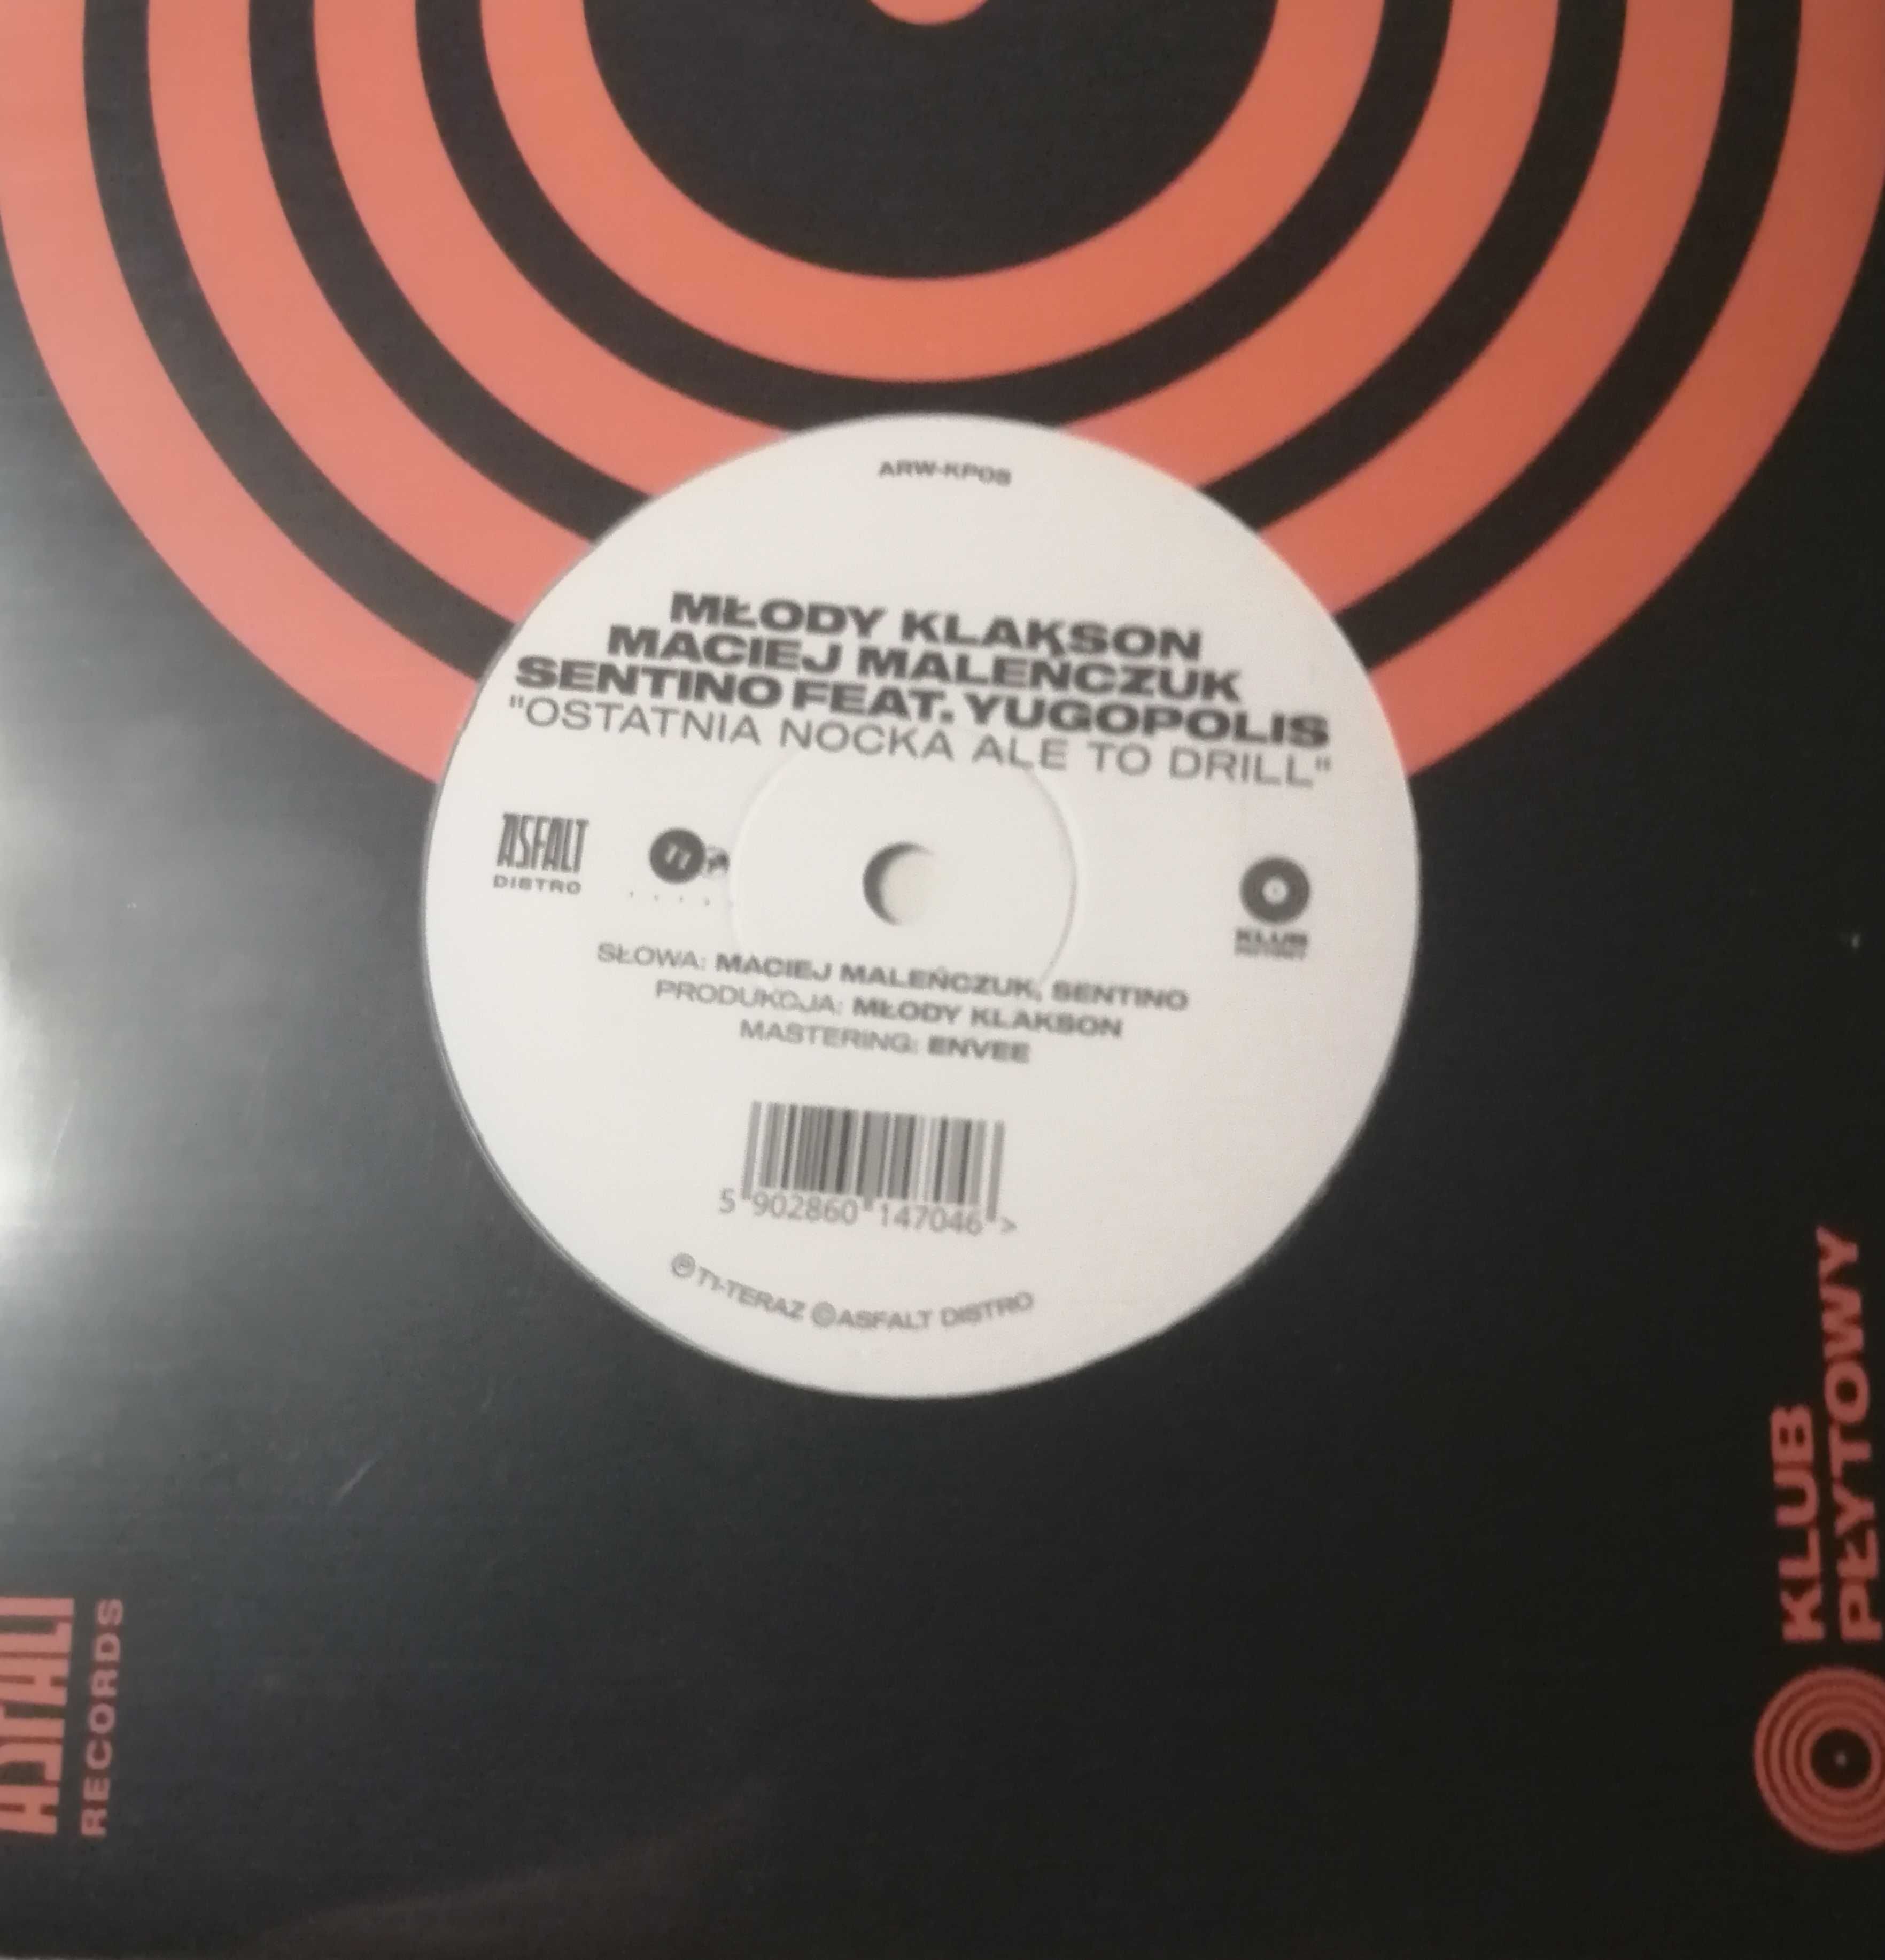 ARW-KP08
MŁODY KLAKSON
MACIEJ MALEŃCZUK
SENTINO FEAT. YUGOPOLIS
"OSTATNIA NOCKA ALE TO DRILL"
ASFALT
DISTRO
KLUB
SŁOWA: MACIEJ MALEŃCZUK, SENTINO
PRODUKCJA: MŁODY KLAKSON
MASTERING: ENVEE
5 902860 147046 >
Ⓟ T1-TERAZ © ASFALT DISTRO
ASFALT
RECORDS
KLUB
PŁYTOWY